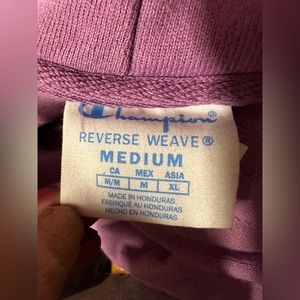 Champion®
REVERSE WEAVE®
MEDIUM
CA MEX ASIA
M/M M XL
MADE IN HONDURAS
FABRIQUÉ AU HONDURAS
HECHO EN HONDURAS